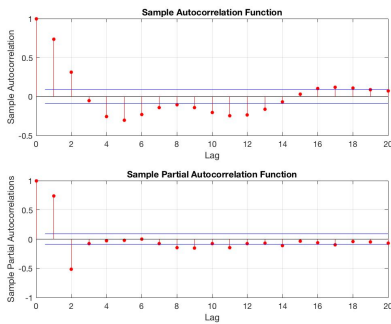 Sample Autocorrelation Function
1
0.5
0
-0.5
Sample Autocorrelation
0 2 4 6 8 10 12 14 16 18 20
Lag
Sample Partial Autocorrelation Function
1
0.5
0
-0.5
-1
Sample Partial Autocorrelations
0 2 4 6 8 10 12 14 16 18 20
Lag